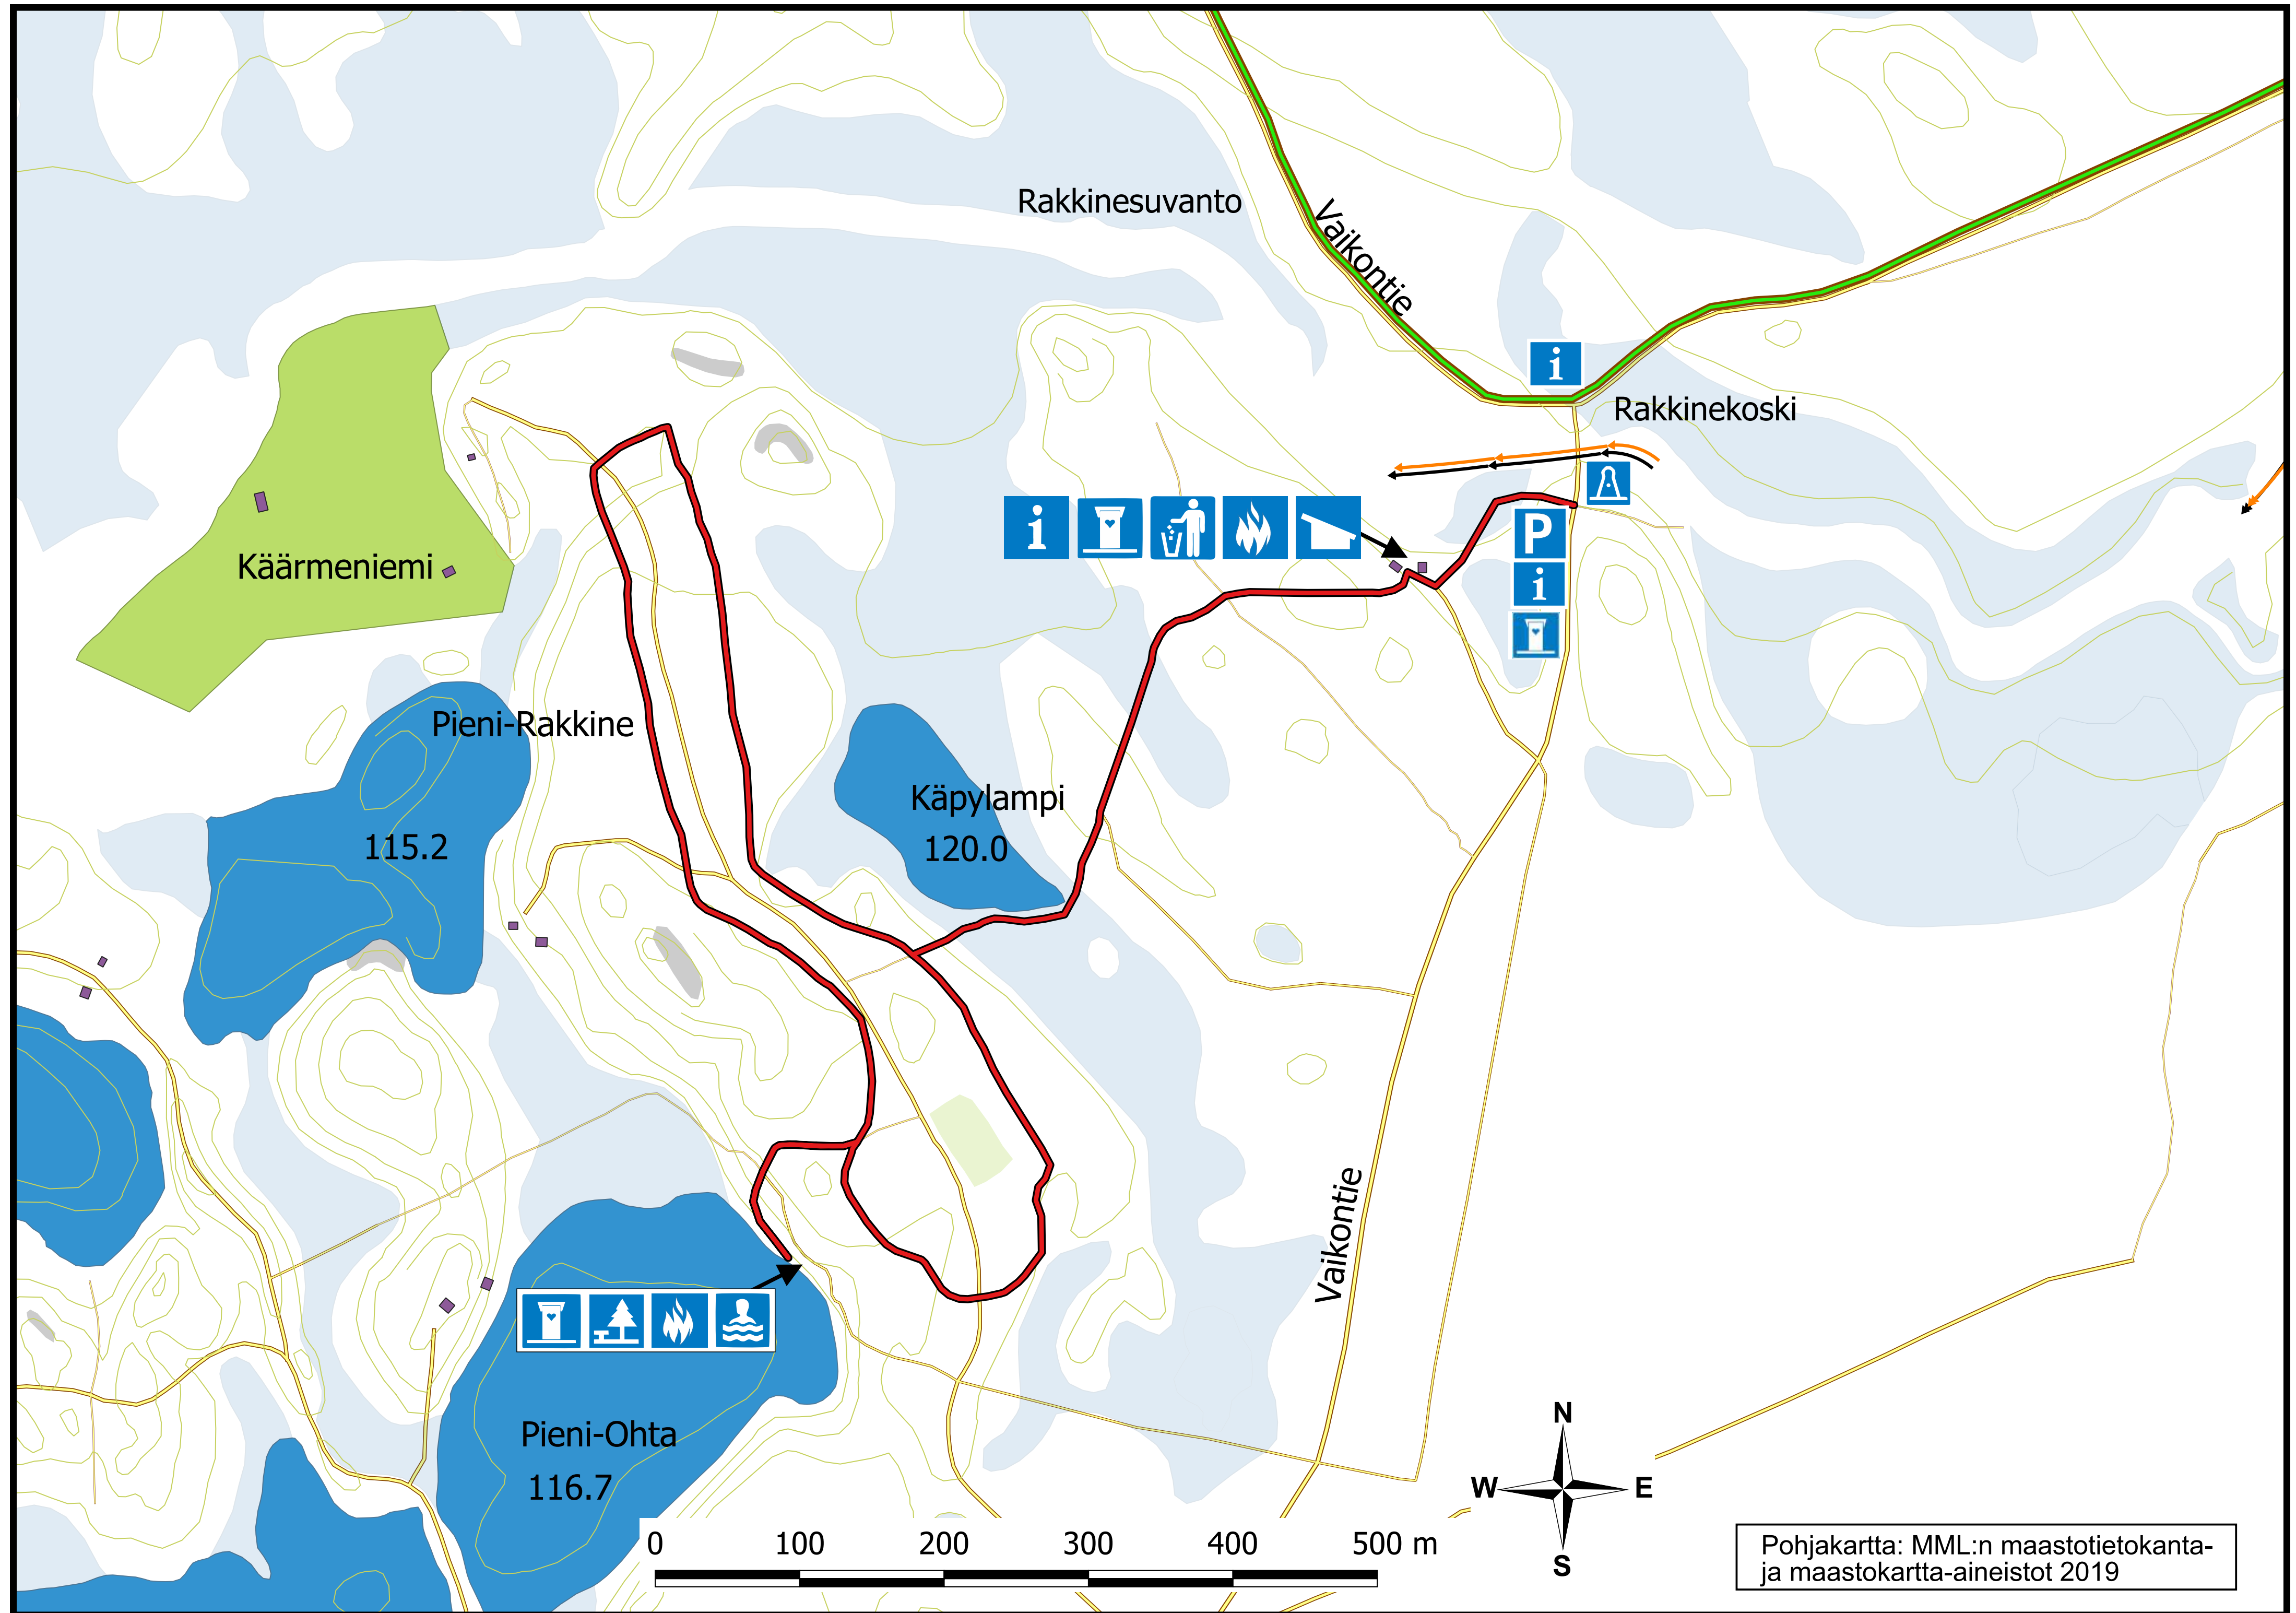 Rakkinesuvanto
Vaikontie
i
Rakkinekoski
i
P
i
Käärmeniemi
Pieni-Rakkine
115.2
Käpylampi
120.0
Vaikontie
Pieni-Ohta
116.7
N
W
E
S
0 100 200 300 400 500 m
Pohjakartta: MML:n maastotietokanta-
ja maastokartta-aineistot 2019